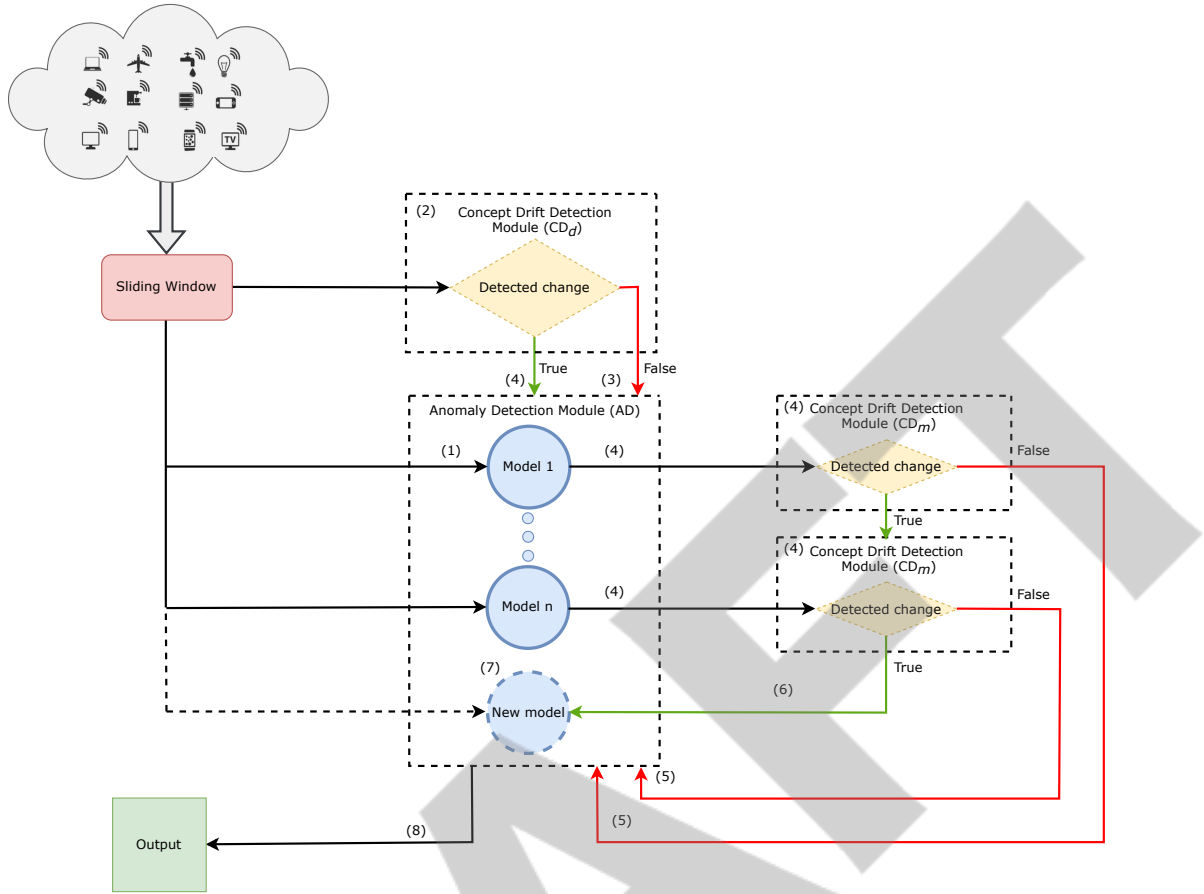 TV
(2)
Concept Drift Detection
Module (CDd)
Sliding Window
Detected change
True
False
(4)
(3)
Anomaly Detection Module (AD)
(1)
Model 1
(4)
(4)
Concept Drift Detection
Module (CDm)
Detected change
False
True
(4)
Concept Drift Detection
Module (CDm)
Model n
(4)
Detected change
False
True
(7)
New model
(6)
(5)
(5)
(8)
Output